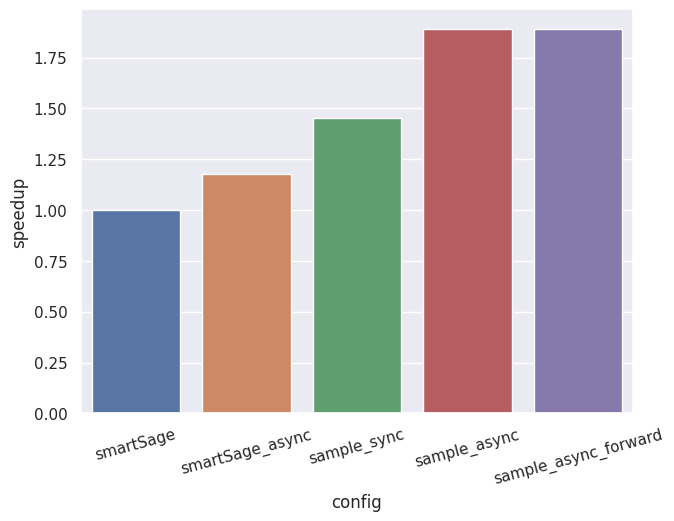 speedup
1.75
1.50
1.25
1.00
0.75
0.50
0.25
0.00
smartSage
smartSage_async
sample_sync
sample_async
sample_async_forward
config